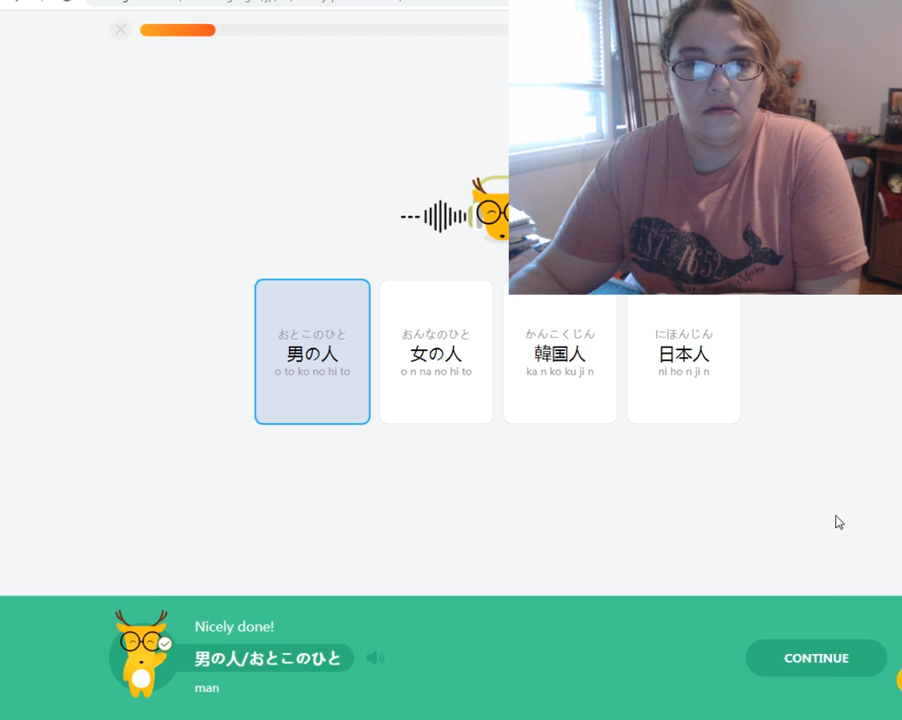 EST. 1652
おとこのひと
男の人
o to ko no hi to
おんなのひと
女の人
o n na no hi to
かんこくじん
韓国人
ka n ko ku ji n
にほんじん
日本人
ni ho n ji n
Nicely done!
男の人/おとこのひと
man
CONTINUE